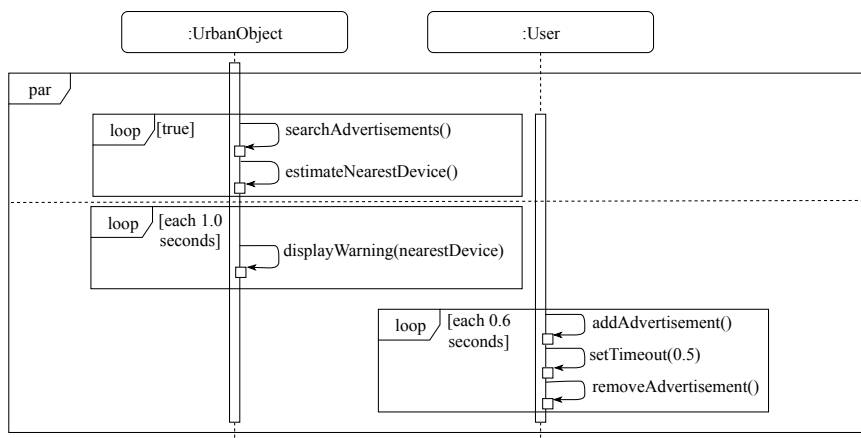 :UrbanObject
:User
par
loop
[true]
searchAdvertisements()
estimateNearestDevice()
loop
[each 1.0
seconds]
displayWarning(nearestDevice)
loop
[each 0.6
seconds]
addAdvertisement()
setTimeout(0.5)
removeAdvertisement()